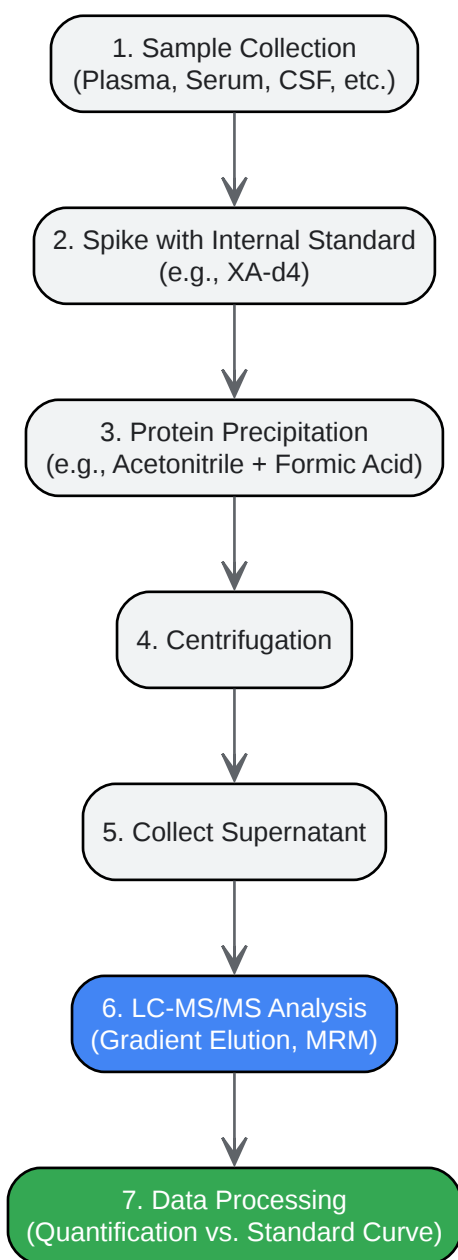 1. Sample Collection
(Plasma, Serum, CSF, etc.)
2. Spike with Internal Standard
(e.g., XA-d4)
3. Protein Precipitation
(e.g., Acetonitrile + Formic Acid)
4. Centrifugation
5. Collect Supernatant
6. LC-MS/MS Analysis
(Gradient Elution, MRM)
7. Data Processing
(Quantification vs. Standard Curve)